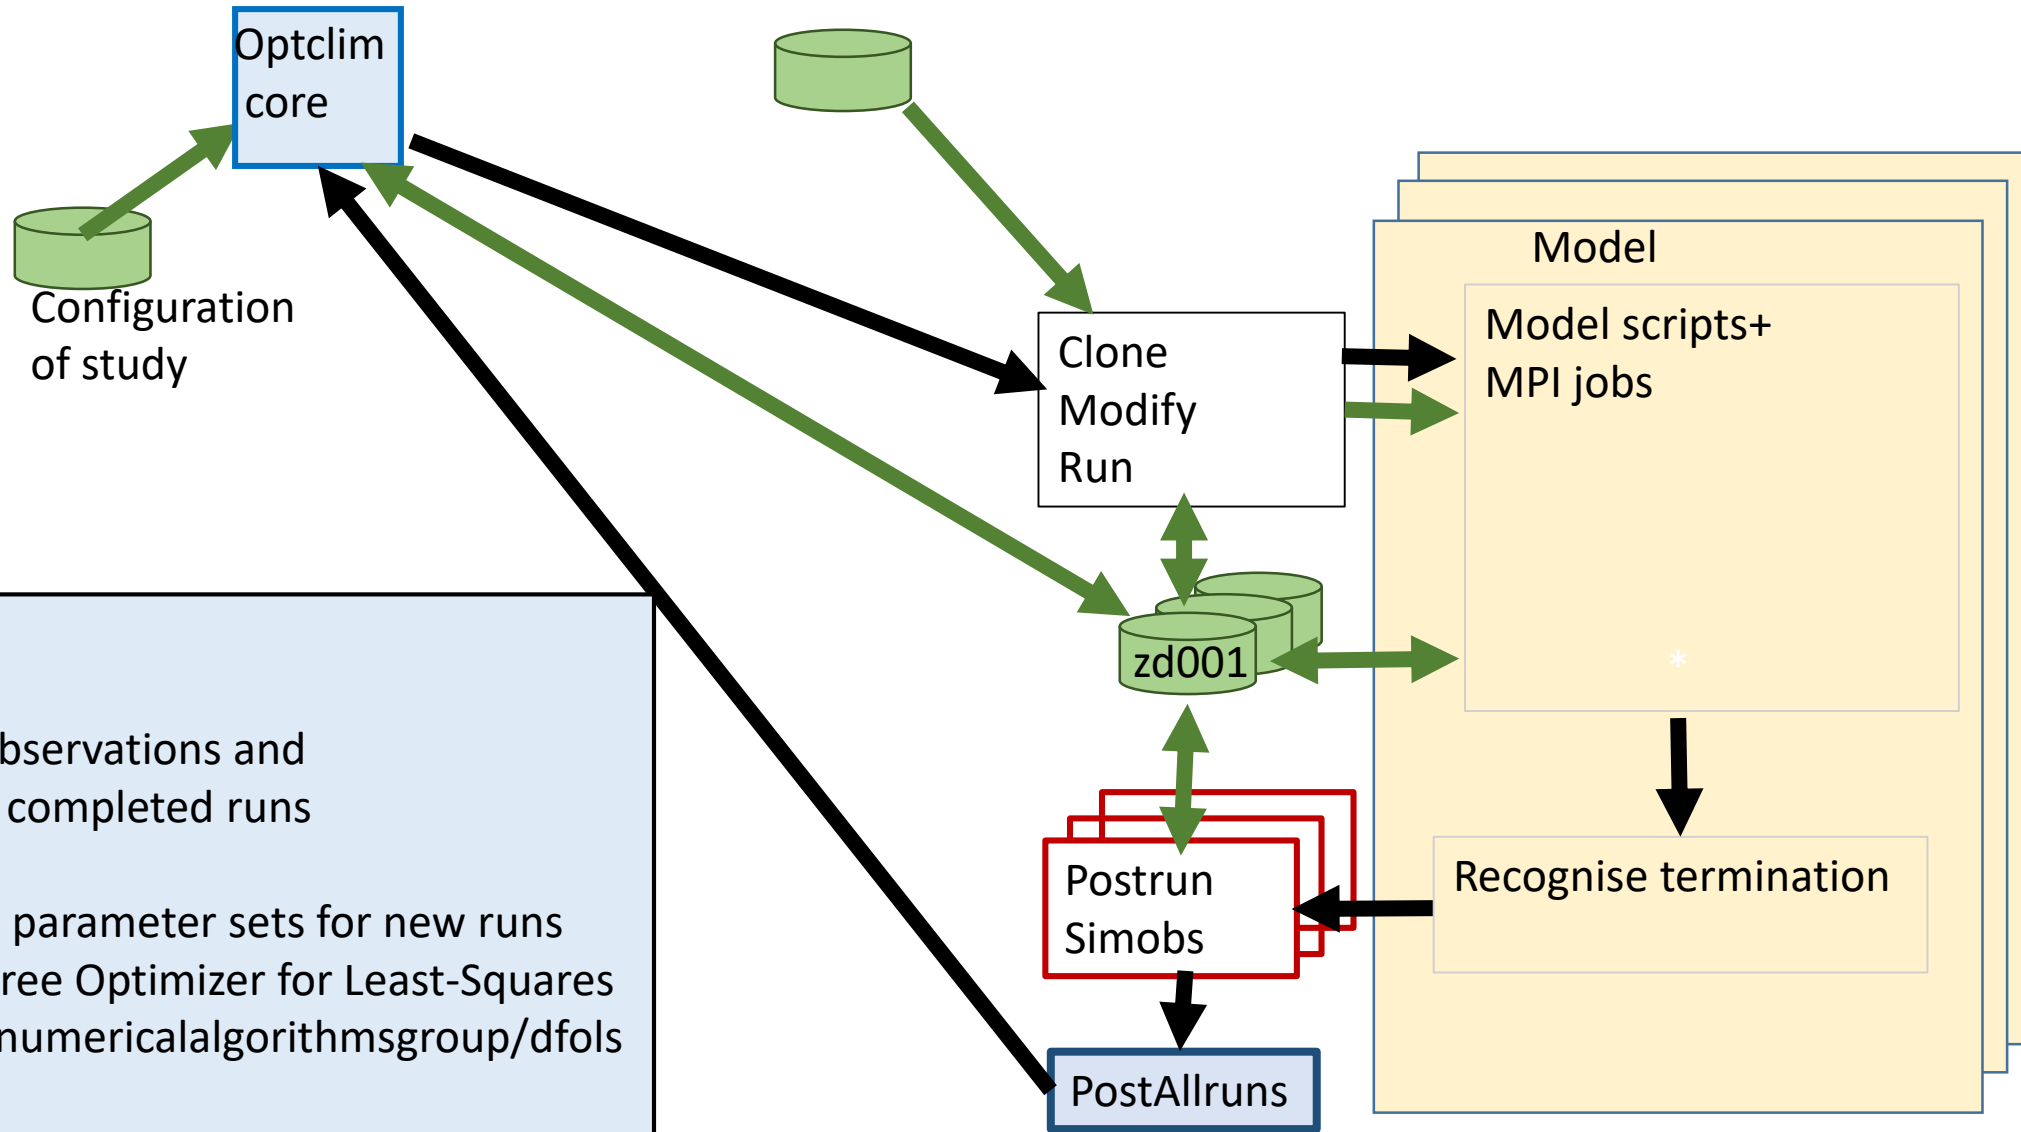 Optclim
core
Configuration
of study
Model
Model scripts+
MPI jobs
Clone
Modify
Run
zd001
*
bservations and
completed runs
parameter sets for new runs
ree Optimizer for Least-Squares
numericalalgorithmsgroup/dfols
Postrun
Simobs
Recognise termination
PostAllruns